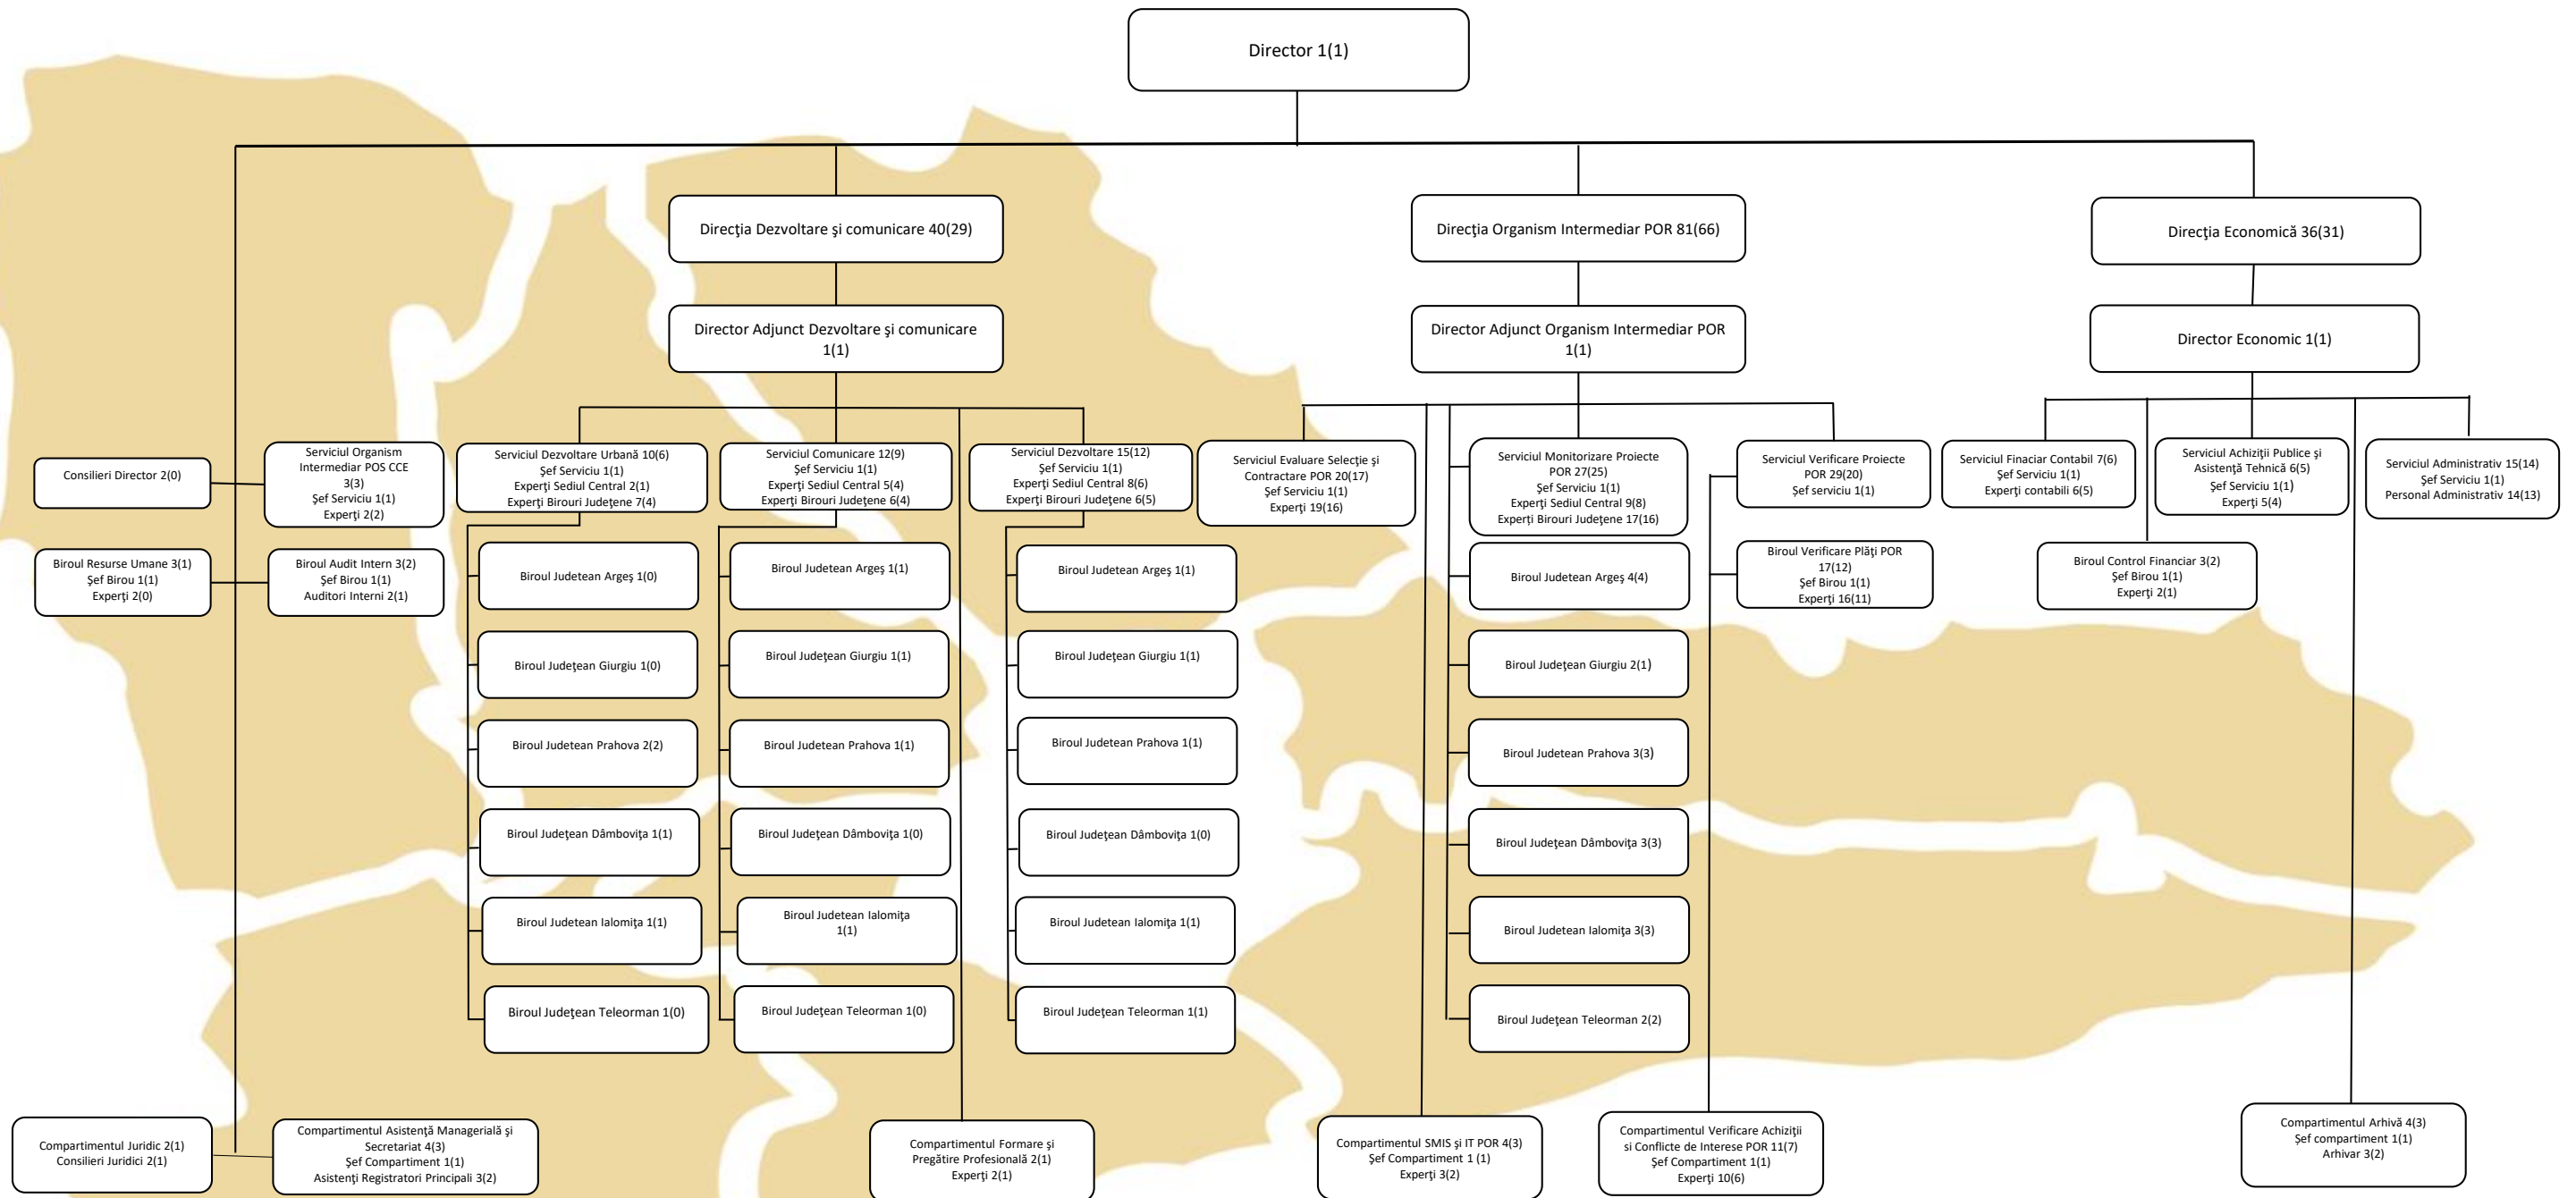 Director 1(1)
Direcţia Dezvoltare şi comunicare 40(29)
Direcţia Organism Intermediar POR 81(66)
Direcţia Economică 36(31)
Director Adjunct Dezvoltare şi comunicare
1(1)
Director Adjunct Organism Intermediar POR
1(1)
Director Economic 1(1)
Consilieri Director 2(0)
Serviciul Organism
Intermediar POS CCE
3(3)
Şef Serviciu 1(1)
Experţi 2(2)
Biroul Resurse Umane 3(1)
Şef Birou 1(1)
Experţi 2(0)
Biroul Audit Intern 3(2)
Şef Birou 1(1)
Auditori Interni 2(1)
Serviciul Dezvoltare Urbană 10(6)
Şef Serviciu 1(1)
Experţi Sediul Central 2(1)
Experţi Birouri Judeţene 7(4)
Serviciul Comunicare 12(9)
Şef Serviciu 1(1)
Experţi Sediul Central 5(4)
Experţi Birouri Judeţene 6(4)
Serviciul Dezvoltare 15(12)
Şef Serviciu 1(1)
Experţi Sediul Central 8(6)
Experţi Birouri Judeţene 6(5)
Serviciul Evaluare Selecţie şi
Contractare POR 20(17)
Şef Serviciu 1(1)
Experţi 19(16)
Serviciul Monitorizare Proiecte
POR 27(25)
Şef Serviciu 1(1)
Experţi Sediul Central 9(8)
Experţi Birouri Judeţene 17(16)
Serviciul Verificare Proiecte
POR 29(20)
Şef serviciu 1(1)
Serviciul Finaciar Contabil 7(6)
Şef Serviciu 1(1)
Experţi contabili 6(5)
Serviciul Achiziţii Publice şi
Asistenţă Tehnică 6(5)
Şef Serviciu 1(1)
Experţi 5(4)
Serviciul Administrativ 15(14)
Şef Serviciu 1(1)
Personal Administrativ 14(13)
Biroul Judetean Argeş 1(0)
Biroul Judeţean Giurgiu 1(0)
Biroul Judetean Prahova 2(2)
Biroul Judeţean Dâmboviţa 1(1)
Biroul Judetean Ialomiţa 1(1)
Biroul Judeţean Teleorman 1(0)
Biroul Judetean Argeş 1(1)
Biroul Judeţean Giurgiu 1(1)
Biroul Judetean Prahova 1(1)
Biroul Judeţean Dâmboviţa 1(0)
Biroul Judetean Ialomiţa
1(1)
Biroul Judeţean Teleorman 1(0)
Biroul Judetean Argeş 1(1)
Biroul Judeţean Giurgiu 1(1)
Biroul Judetean Prahova 1(1)
Biroul Judeţean Dâmboviţa 1(0)
Biroul Judetean Ialomiţa 1(1)
Biroul Judeţean Teleorman 1(1)
Biroul Judetean Argeş 4(4)
Biroul Judeţean Giurgiu 2(1)
Biroul Judetean Prahova 3(3)
Biroul Judeţean Dâmboviţa 3(3)
Biroul Judetean Ialomiţa 3(3)
Biroul Judeţean Teleorman 2(2)
Biroul Verificare Plăţi POR
17(12)
Şef Birou 1(1)
Experţi 16(11)
Biroul Control Financiar 3(2)
Şef Birou 1(1)
Experţi 2(1)
Compartimentul Juridic 2(1)
Consilieri Juridici 2(1)
Compartimentul Asistenţă Managerială şi
Secretariat 4(3)
Şef Compartiment 1(1)
Asistenţi Registratori Principali 3(2)
Compartimentul Formare şi
Pregătire Profesională 2(1)
Experţi 2(1)
Compartimentul SMIS şi IT POR 4(3)
Şef Compartiment 1 (1)
Experţi 3(2)
Compartimentul Verificare Achiziţii
si Conflicte de Interese POR 11(7)
Şef Compartiment 1(1)
Experţi 10(6)
Compartimentul Arhivă 4(3)
Şef compartiment 1(1)
Arhivar 3(2)